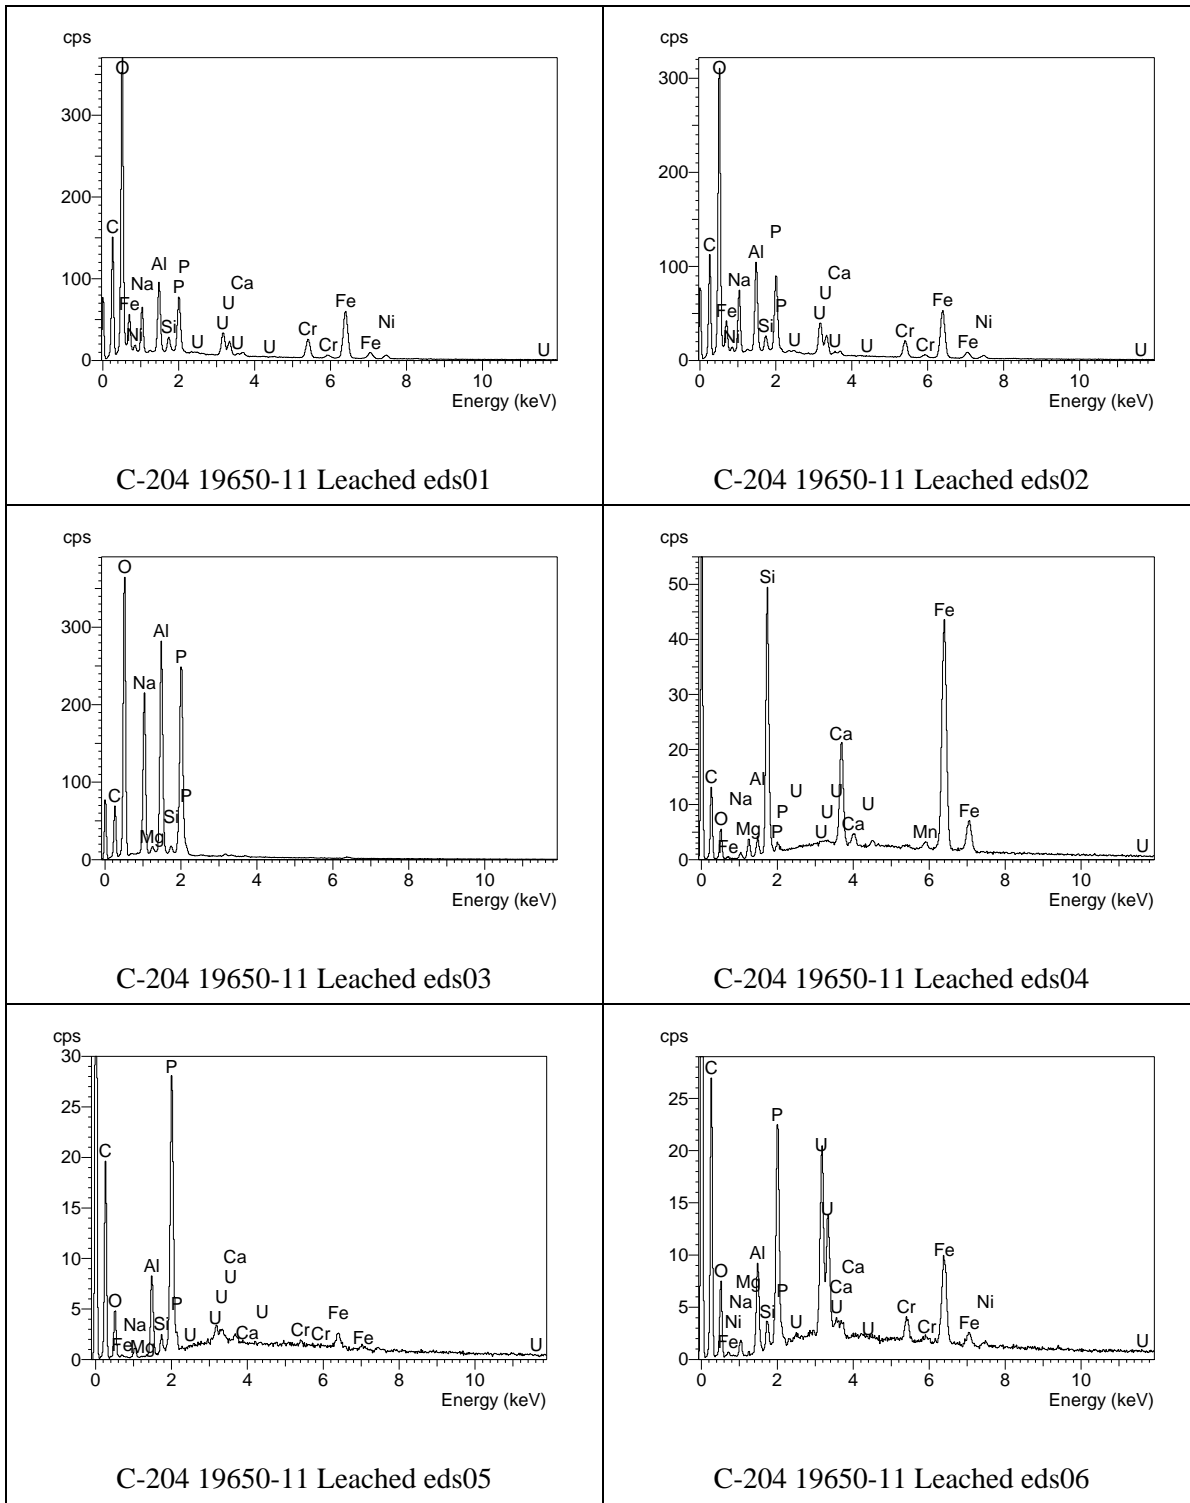 cps
O
300
200
C
100
Na
Al
P
P
Fe
Ni
Si
U
U
U
Ca
U
U
Cr
Cr
Fe
Fe
Ni
U
0
0 2 4 6 8 10
Energy (keV)
C-204 19650-11 Leached eds01
cps
O
300
200
C
100
Na
Al
P
P
Fe
Ni
Si
U
U
U
Ca
U
U
Cr
Cr
Fe
Fe
Ni
U
0
0 2 4 6 8 10
Energy (keV)
C-204 19650-11 Leached eds02
cps
O
300
Al
P
Na
200
100
C
P
Si
Mg
0
0 2 4 6 8 10
Energy (keV)
C-204 19650-11 Leached eds03
cps
50
Si
Fe
40
30
20
Ca
C
Al
10
Na
U
U
U
P
U
O
Mg
P
U
Ca
Mn
Fe
Fe
U
0
0 2 4 6 8 10
Energy (keV)
C-204 19650-11 Leached eds04
cps
30
P
25
20
C
15
10
Al
Ca
U
5
O
U
P
U
U
Na
Si
U
Fe
Mg
Ca
Cr
Cr
Fe
Fe
U
0
0 2 4 6 8 10
Energy (keV)
C-204 19650-11 Leached eds05
cps
C
25
P
20
U
15
U
10
Al
Fe
Ca
O
Mg
Ca
P
5
Na
Si
Ni
U
U
U
Fe
Cr
Cr
Fe
Ni
U
0
0 2 4 6 8 10
Energy (keV)
C-204 19650-11 Leached eds06